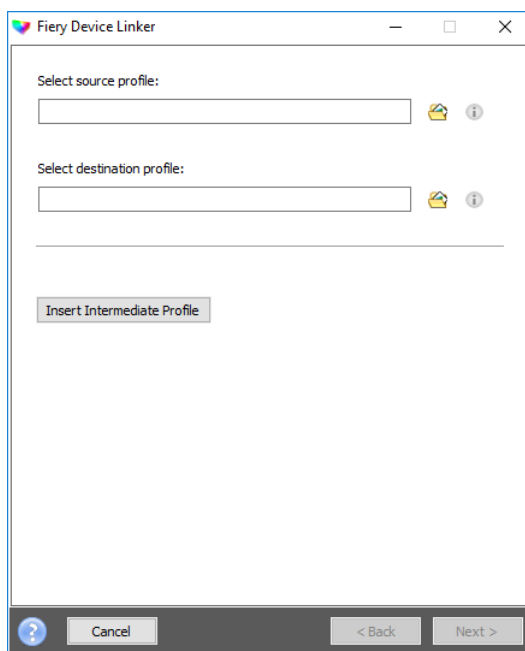 Fiery Device Linker
Select source profile:
Select destination profile:
Insert Intermediate Profile
? Cancel < Back Next >